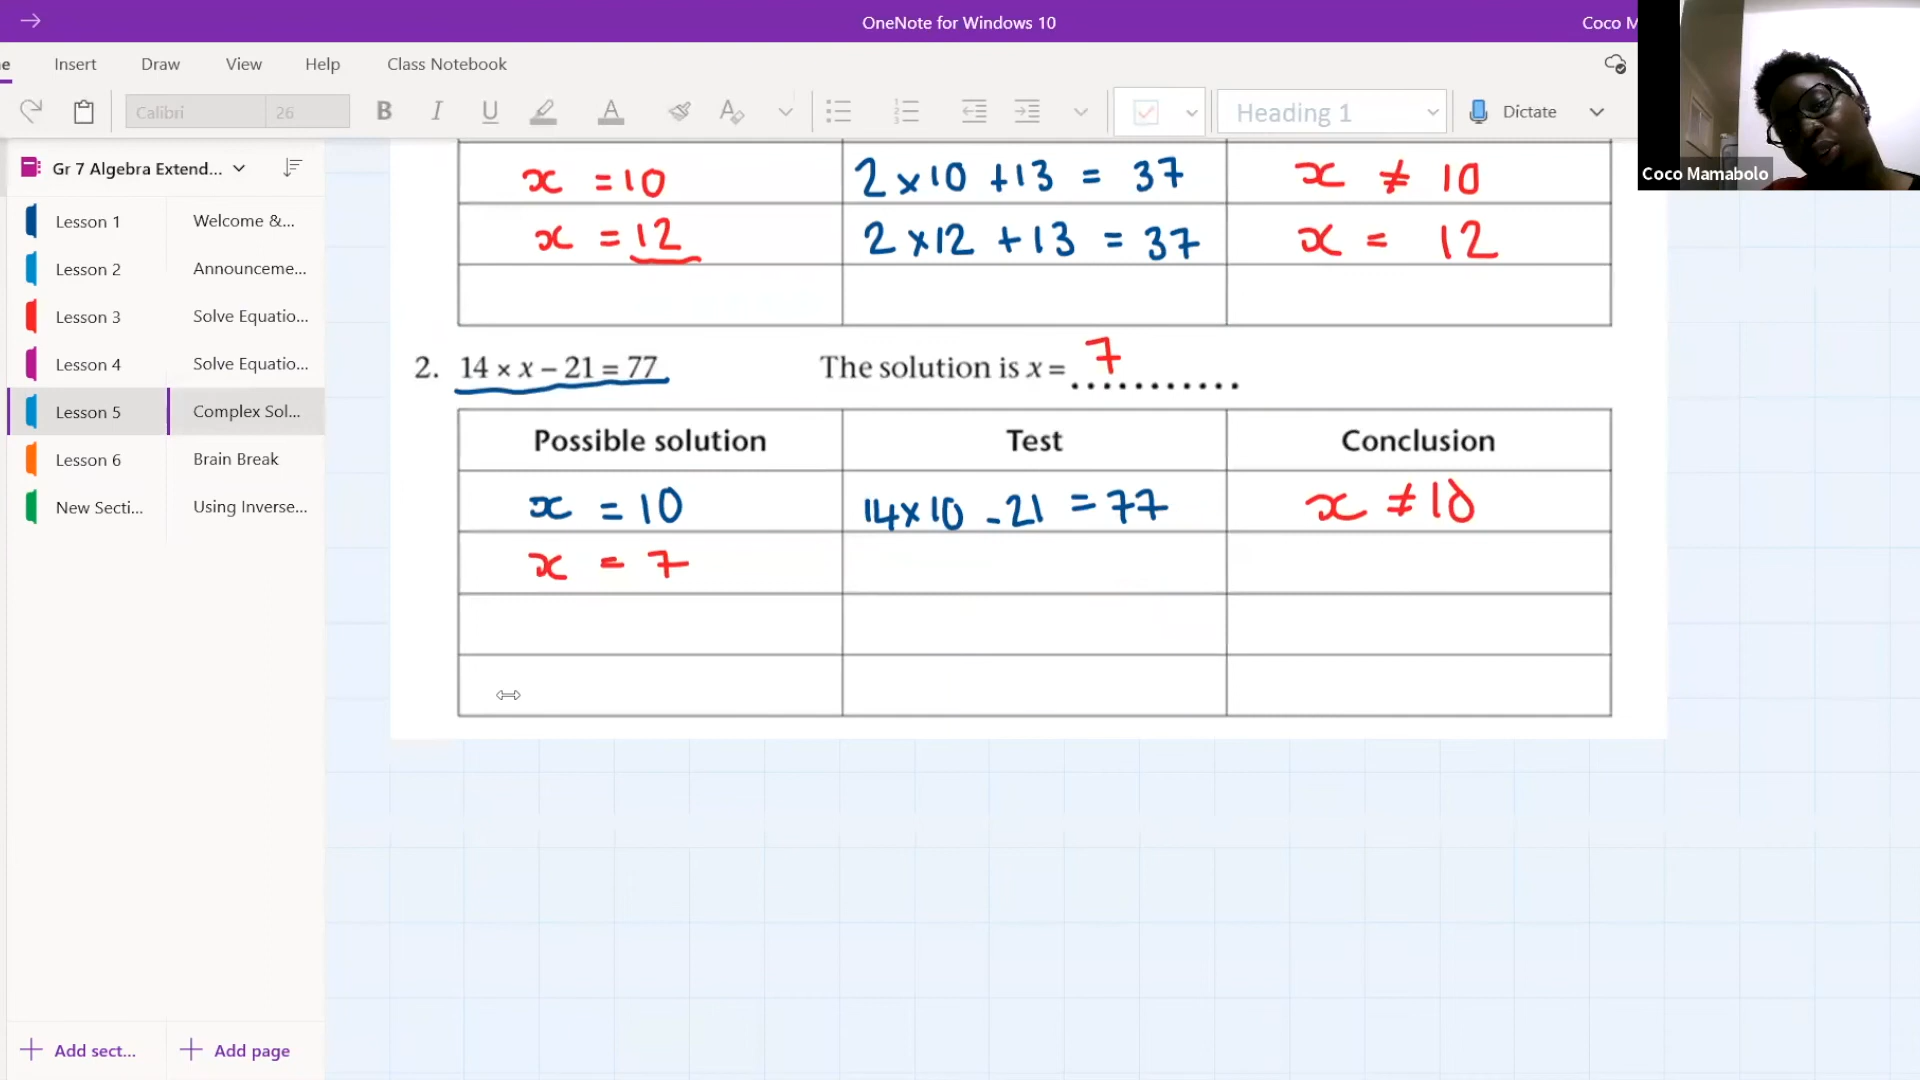 OneNote for Windows 10
Coco M
Insert Draw View Help Class Notebook
Calibri 26 B I U A A Heading 1 Dictate
Gr 7 Algebra Extend...
Lesson 1
Lesson 2
Lesson 3
Lesson 4
Lesson 5
Lesson 6
New Secti...
Welcome &...
Announceme...
Solve Equatio...
Solve Equatio...
Complex Sol...
Brain Break
Using Inverse...
Add sect...
Add page
x = 10 2 × 10 + 13 = 37 x ≠ 10
x = 12 2 × 12 + 13 = 37 x = 12
2. 14 × x – 21 = 77 The solution is x = 7
Possible solution Test Conclusion
x = 10 14 × 10 - 21 = 77 x ≠ 10
x = 7
Coco Mamabolo